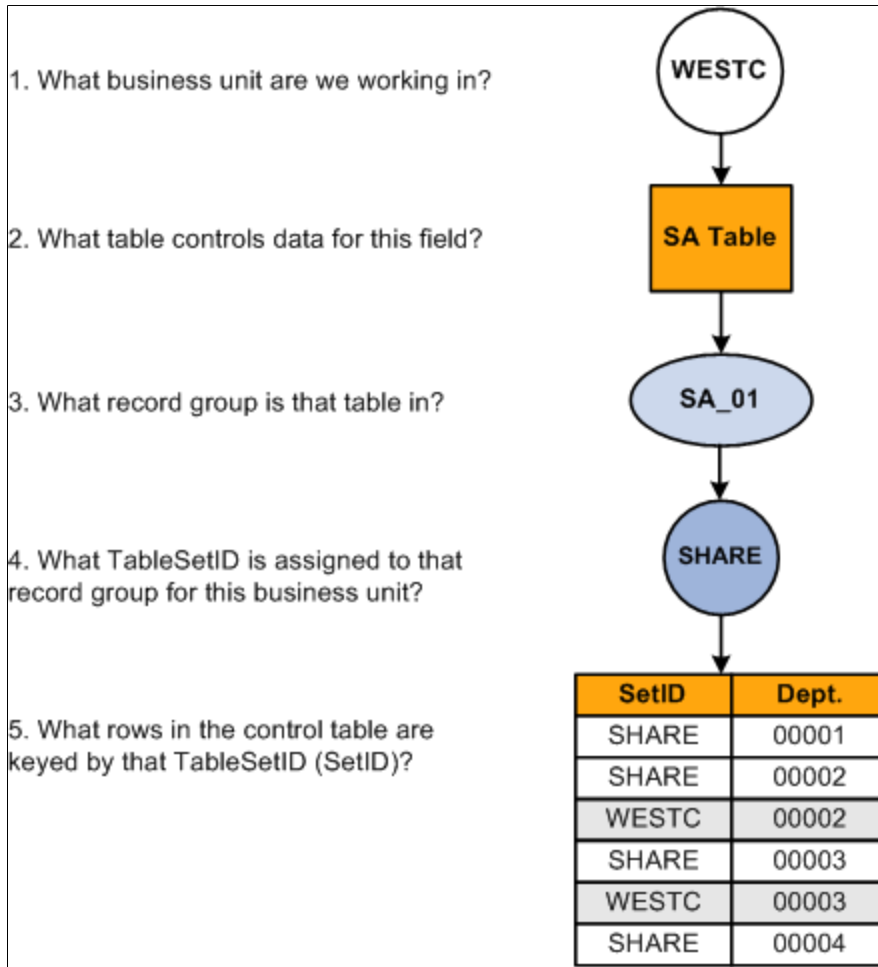 1. What business unit are we working in?
WESTC
2. What table controls data for this field?
SA Table
3. What record group is that table in?
SA_01
4. What TableSetID is assigned to that
record group for this business unit?
SHARE
5. What rows in the control table are
keyed by that TableSetID (SetID)?
SetID Dept.
SHARE 00001
SHARE 00002
WESTC 00002
SHARE 00003
WESTC 00003
SHARE 00004